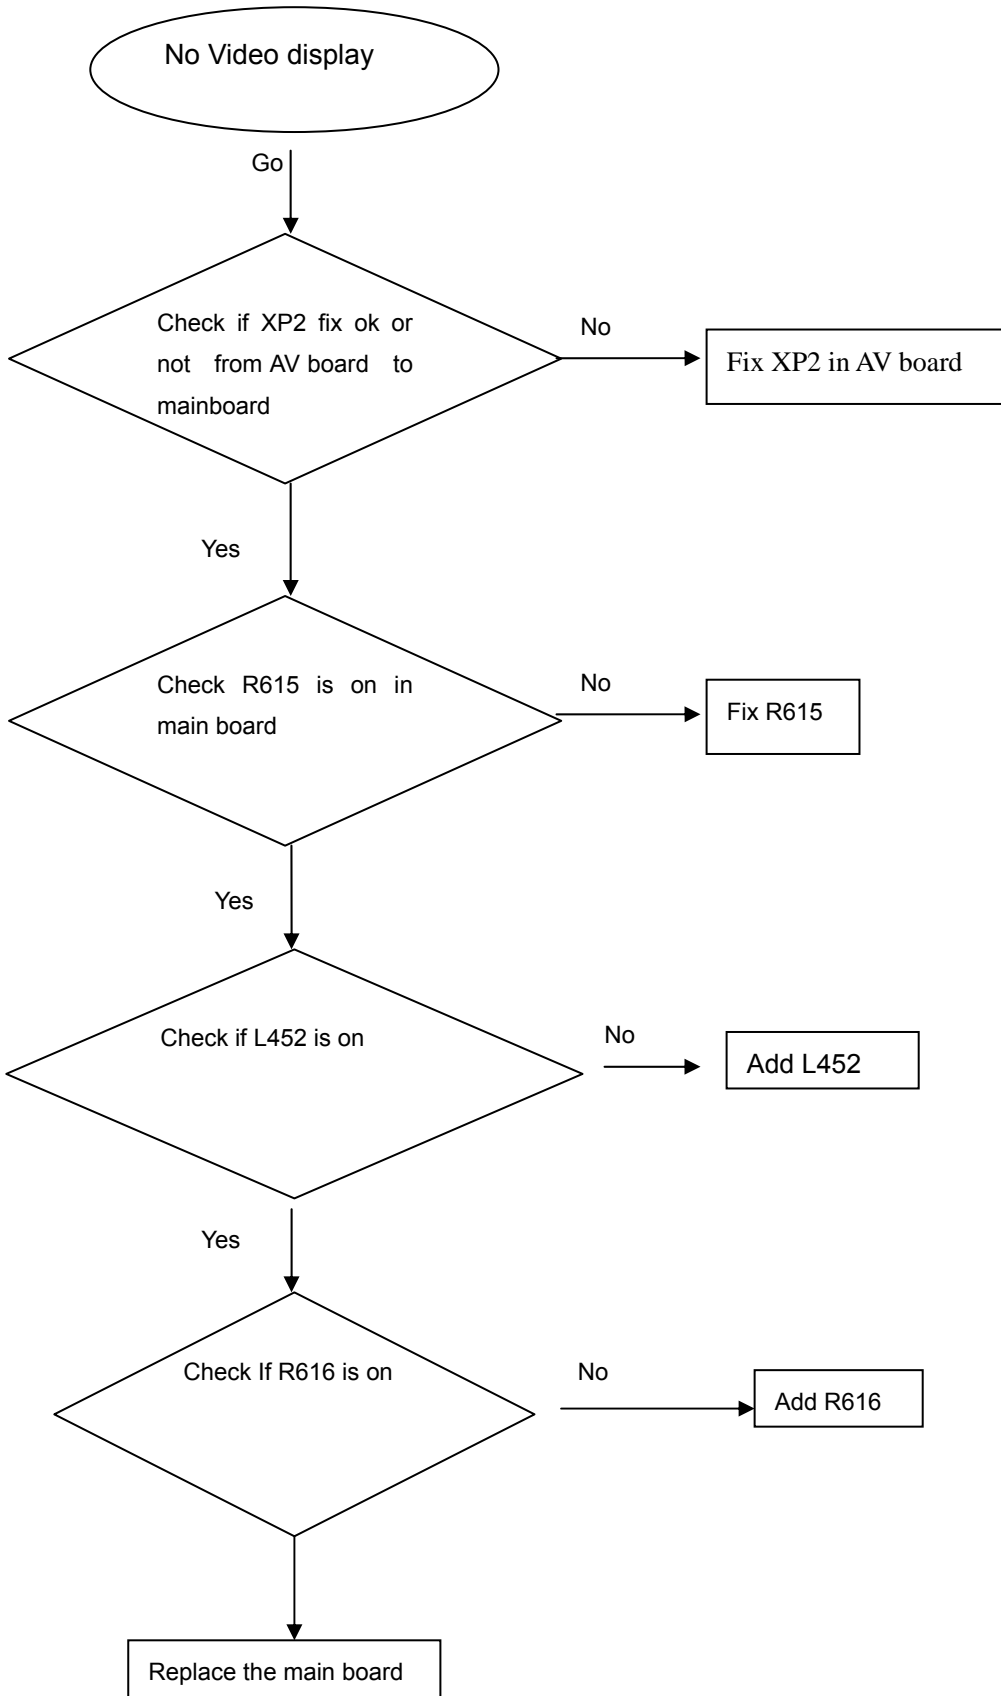 No Video display
Go
Check if XP2 fix ok or
not from AV board to
mainboard
No
Fix XP2 in AV board
Yes
Check R615 is on in
main board
No
Fix R615
Yes
Check if L452 is on
No
Add L452
Yes
Check If R616 is on
No
Add R616
Replace the main board